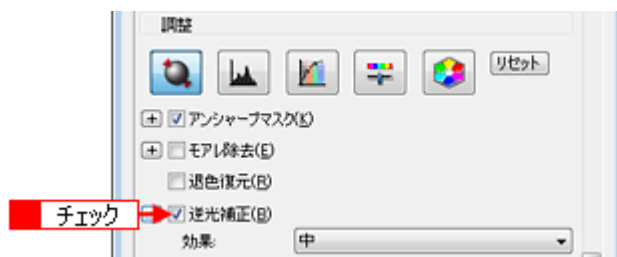 調整
リセット
アンシャープマスク(K)
モアレ除去(E)
退色復元(R)
チェック
逆光補正(B)
効果:
中